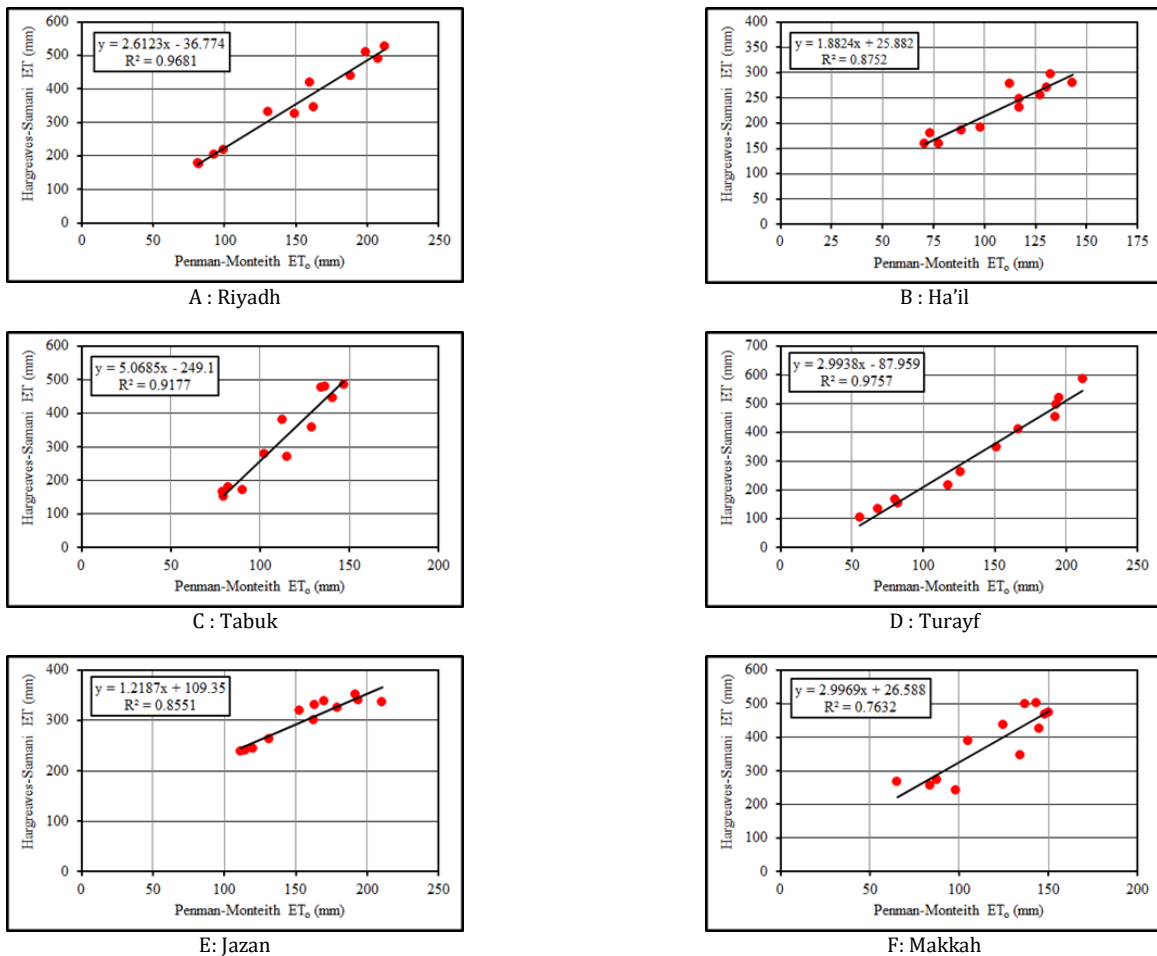 Hargreaves-Samani ET (mm)
600
500
400
300
200
100
0
y = 2.6123x - 36.774
R² = 0.9681
0 50 100 150 200 250
Penman-Monteith ETₒ (mm)
A : Riyadh
Hargreaves-Samani ET (mm)
400
350
300
250
200
150
100
50
0
y = 1.8824x + 25.882
R² = 0.8752
0 25 50 75 100 125 150 175
Penman-Monteith ETₒ (mm)
B : Ha’il
Hargreaves-Samani ET (mm)
600
500
400
300
200
100
0
y = 5.0685x - 249.1
R² = 0.9177
0 50 100 150 200
Penman-Monteith ETₒ (mm)
C : Tabuk
Hargreaves-Samani ET (mm)
700
600
500
400
300
200
100
0
y = 2.9938x - 87.959
R² = 0.9757
0 50 100 150 200 250
Penman-Monteith ETₒ (mm)
D : Turayf
Hargreaves-Samani ET (mm)
400
300
200
100
0
y = 1.2187x + 109.35
R² = 0.8551
0 50 100 150 200 250
Penman-Monteith ETₒ (mm)
E: Jazan
Hargreaves-Samani ET (mm)
600
500
400
300
200
100
0
y = 2.9969x + 26.588
R² = 0.7632
0 50 100 150 200
Penman-Monteith ETₒ (mm)
F: Makkah